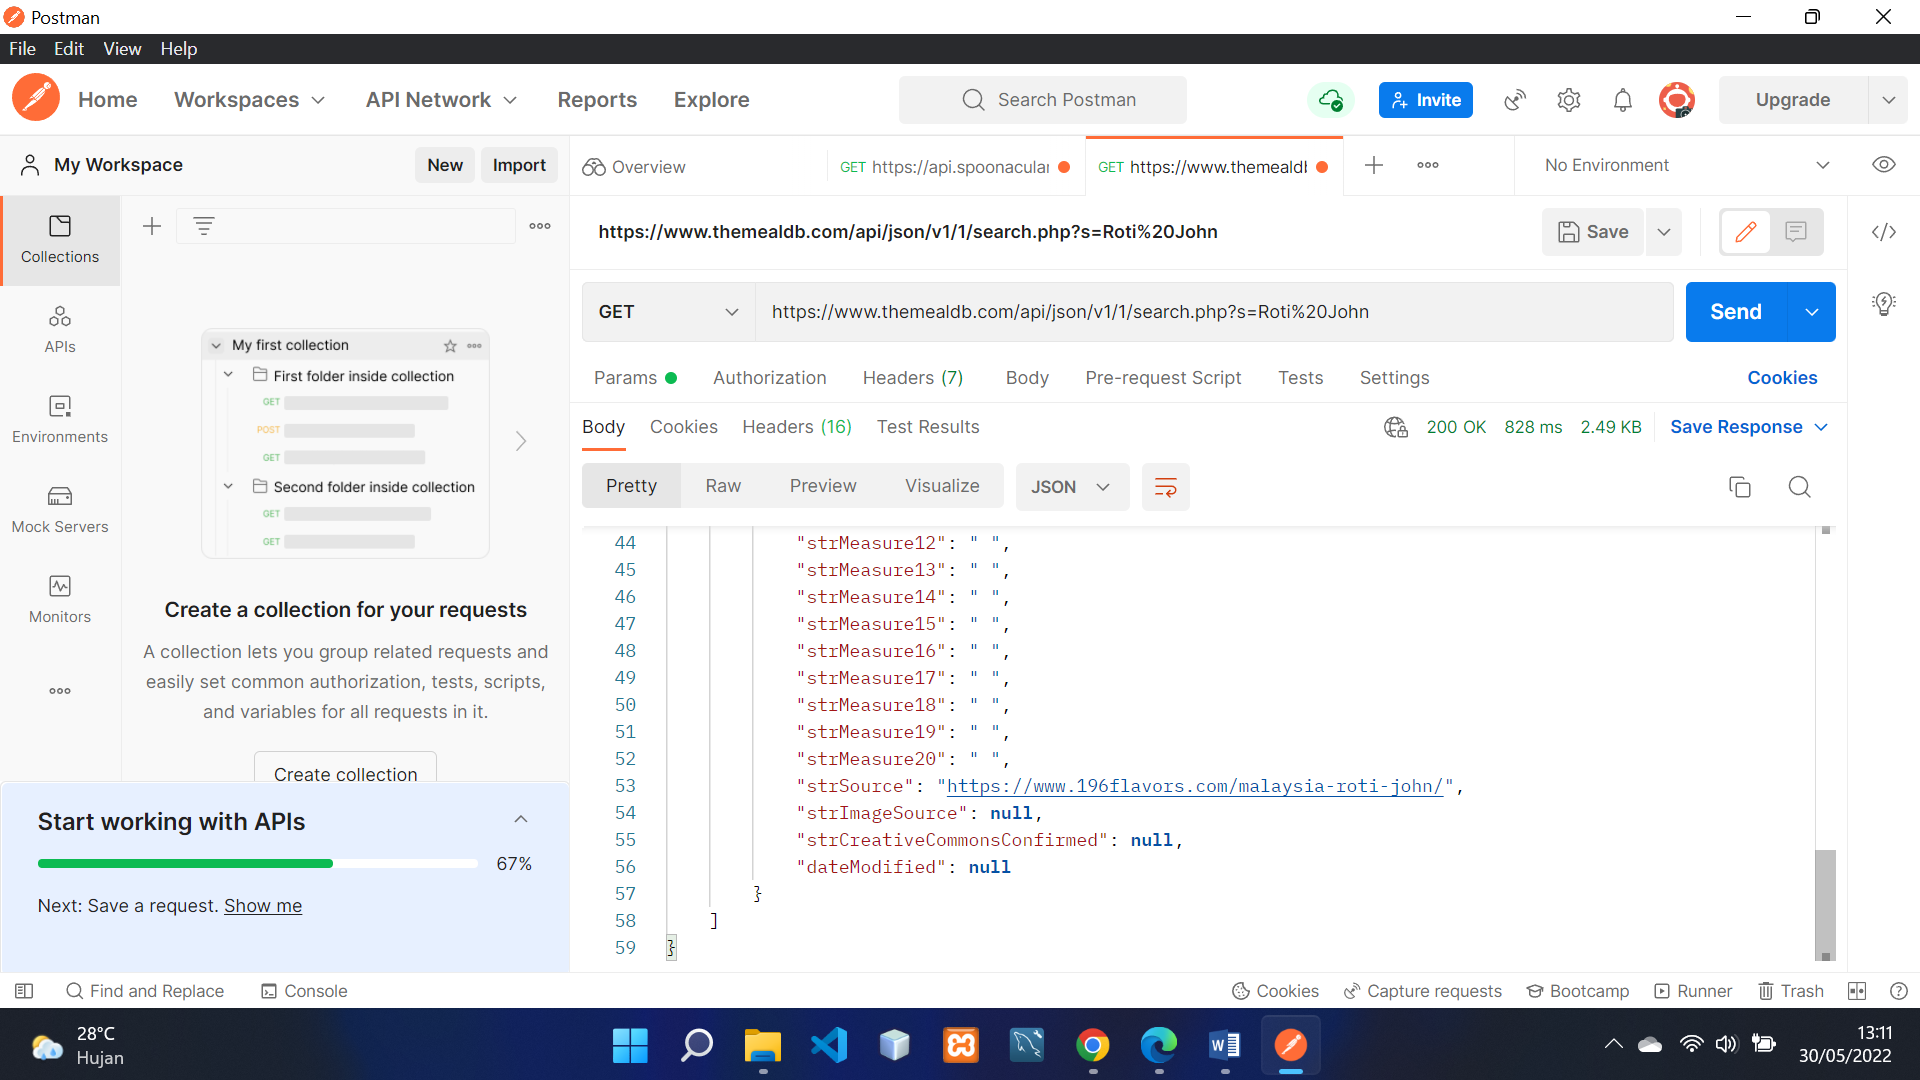 Postman
File Edit View Help
Home Workspaces API Network Reports Explore Search Postman Invite Upgrade
My Workspace New Import Overview GET https://api.spoonacular GET https://www.themealdb No Environment
Collections
https://www.themealdb.com/api/json/v1/1/search.php?s=Roti%20John Save
GET https://www.themealdb.com/api/json/v1/1/search.php?s=Roti%20John Send
APIs
Environments
Mock Servers
Monitors
My first collection
First folder inside collection
GET
POST
GET
Second folder inside collection
GET
GET
Create a collection for your requests
A collection lets you group related requests and
easily set common authorization, tests, scripts,
and variables for all requests in it.
Create collection
Start working with APIs
67%
Next: Save a request. Show me
Params Authorization Headers (7) Body Pre-request Script Tests Settings Cookies
Body Cookies Headers (16) Test Results 200 OK 828 ms 2.49 KB Save Response
Pretty Raw Preview Visualize JSON
44 "strMeasure12": " ",
45 "strMeasure13": " ",
46 "strMeasure14": " ",
47 "strMeasure15": " ",
48 "strMeasure16": " ",
49 "strMeasure17": " ",
50 "strMeasure18": " ",
51 "strMeasure19": " ",
52 "strMeasure20": " ",
53 "strSource": "https://www.196flavors.com/malaysia-roti-john/",
54 "strImageSource": null,
55 "strCreativeCommonsConfirmed": null,
56 "dateModified": null
57 }
58 ]
59 }
Find and Replace Console Cookies Capture requests Bootcamp Runner Trash
28°C
Hujan
13:11
30/05/2022